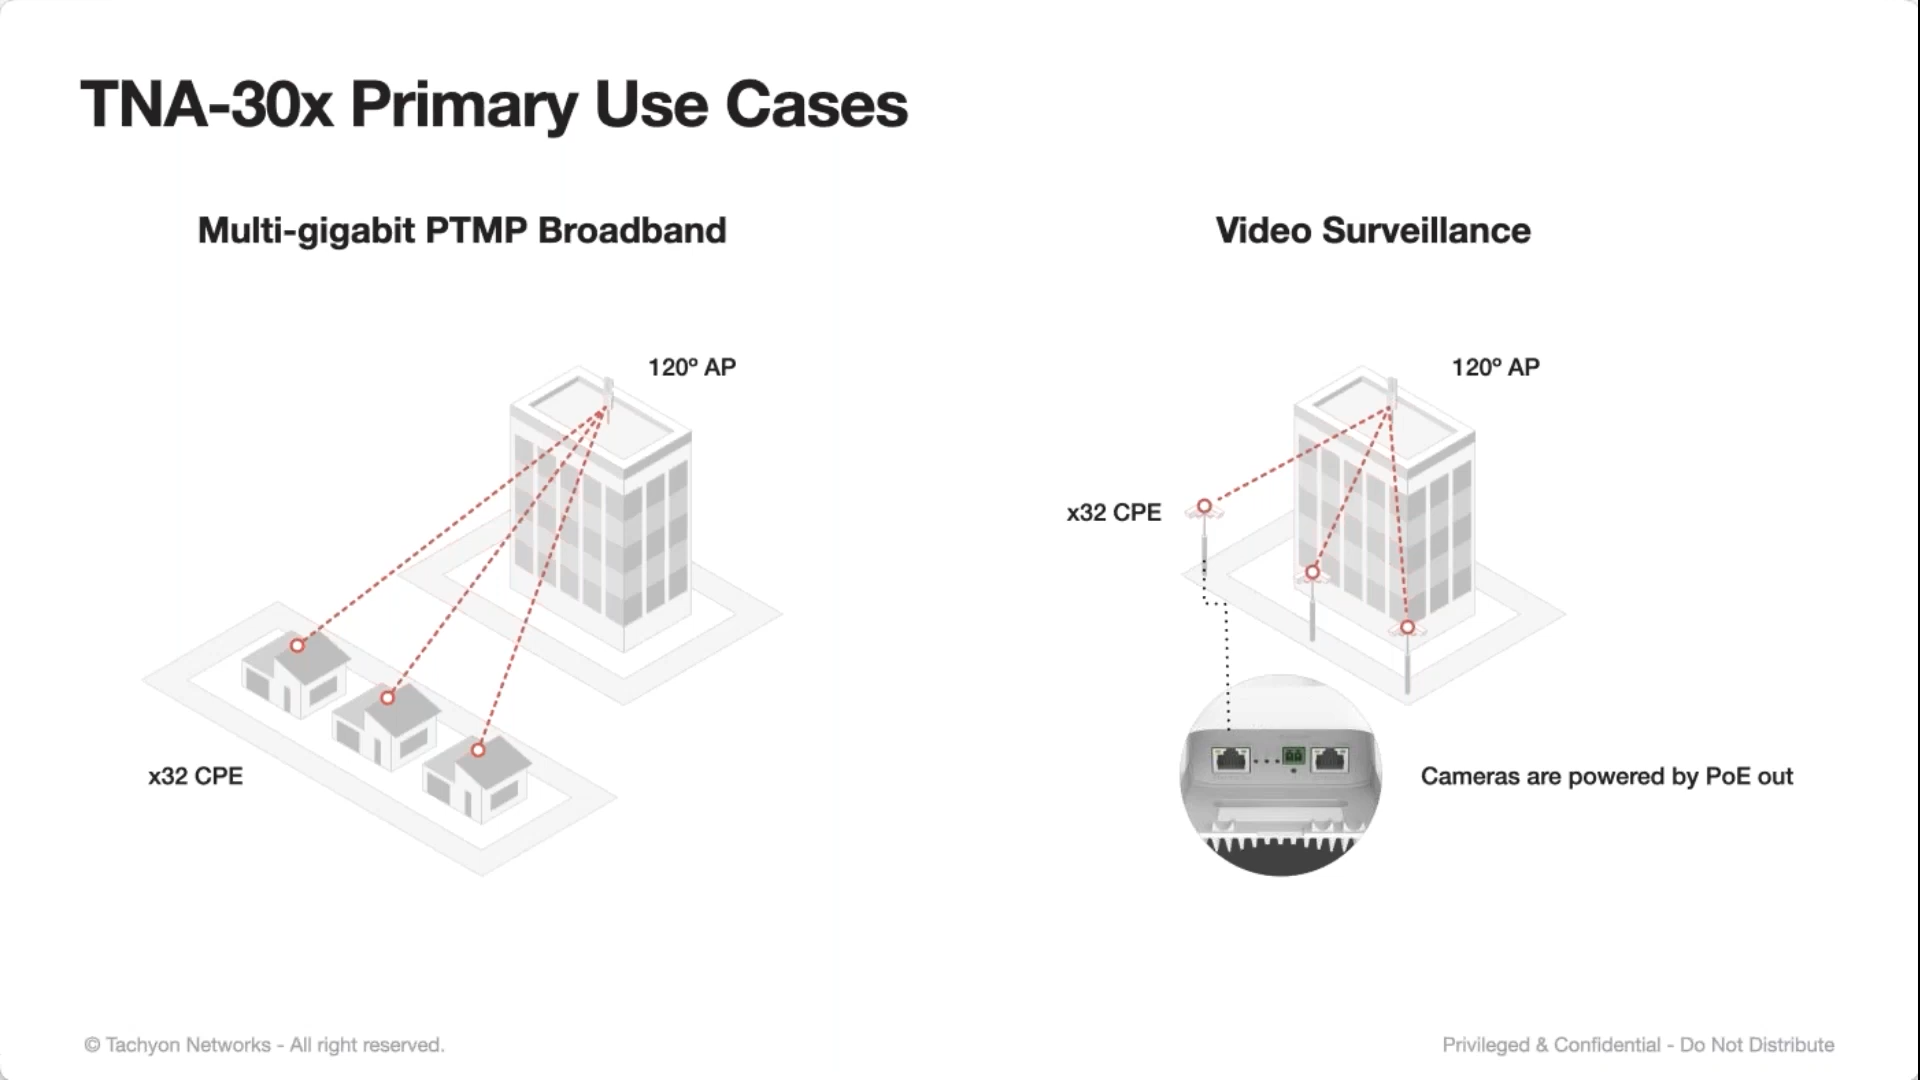 TNA-30x Primary Use Cases
Multi-gigabit PTMP Broadband
Video Surveillance
120º AP
120º AP
x32 CPE
x32 CPE
Cameras are powered by PoE out
© Tachyon Networks - All right reserved.
Privileged & Confidential - Do Not Distribute